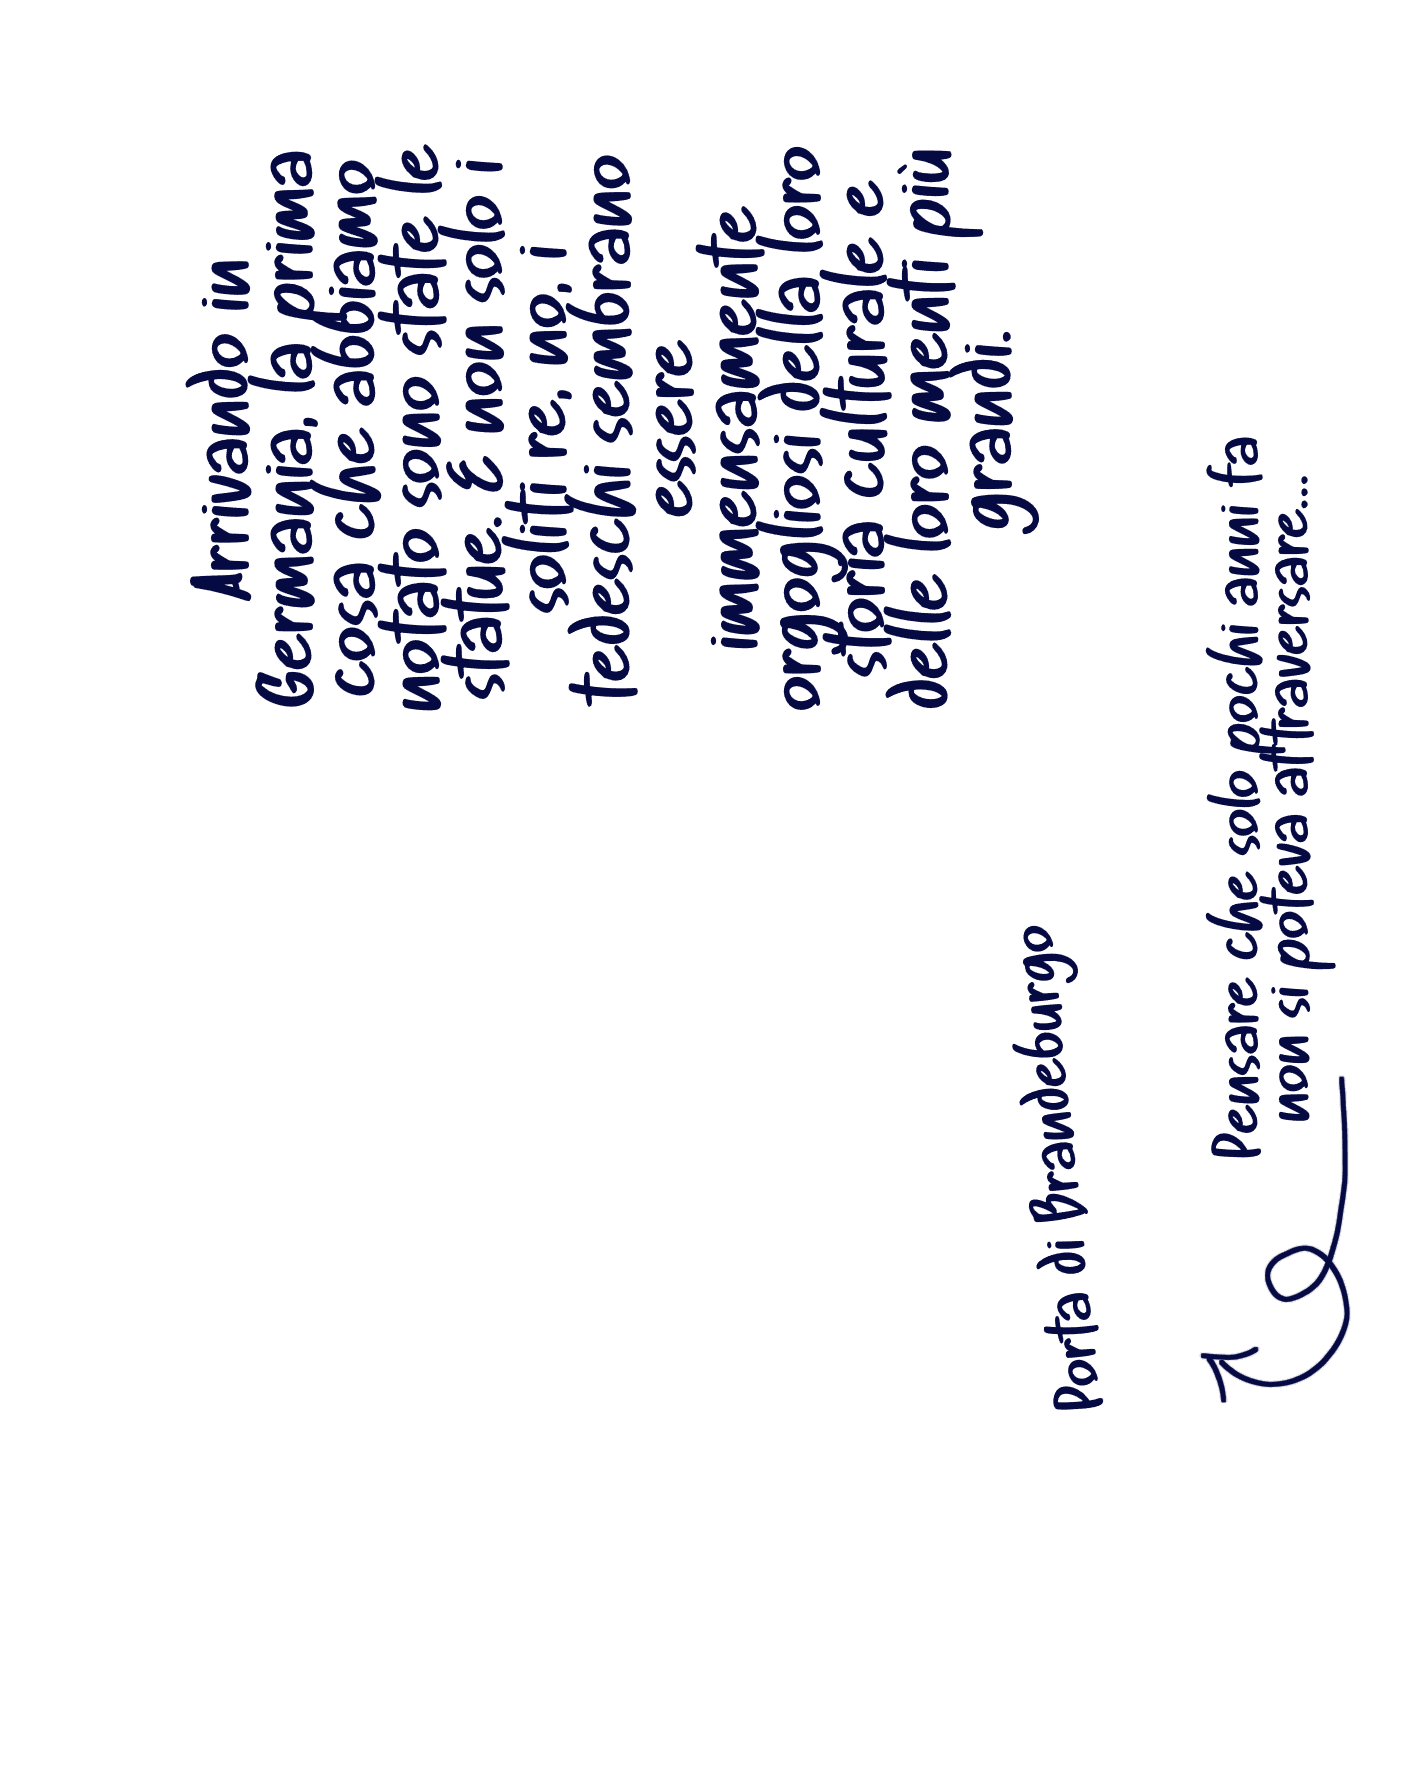 Arrivando in
Germania, la prima
cosa che abbiamo
notato sono state le
statue. E non solo i
soliti re, no, i
tedeschi sembrano
essere
immensamente
orgogliosi della loro
storia culturale e
delle loro menti più
grandi.
Porta di Brandeburgo
Pensare che solo pochi anni fa
non si poteva attraversare...